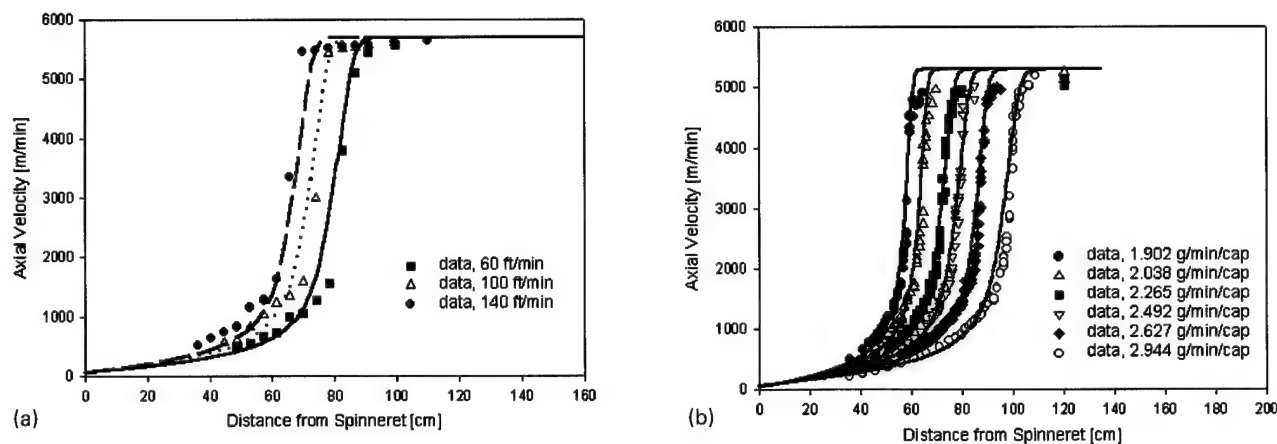 6000
5000
4000
3000
2000
1000
0
Axial Velocity [m/min]
data, 60 ft/min
data, 100 ft/min
data, 140 ft/min
0 20 40 60 80 100 120 140 160
Distance from Spinneret [cm]
(a)
6000
5000
4000
3000
2000
1000
0
Axial Velocity [m/min]
data, 1.902 g/min/cap
data, 2.038 g/min/cap
data, 2.265 g/min/cap
data, 2.492 g/min/cap
data, 2.627 g/min/cap
data, 2.944 g/min/cap
0 20 40 60 80 100 120 140 160 180 200
Distance from Spinneret [cm]
(b)